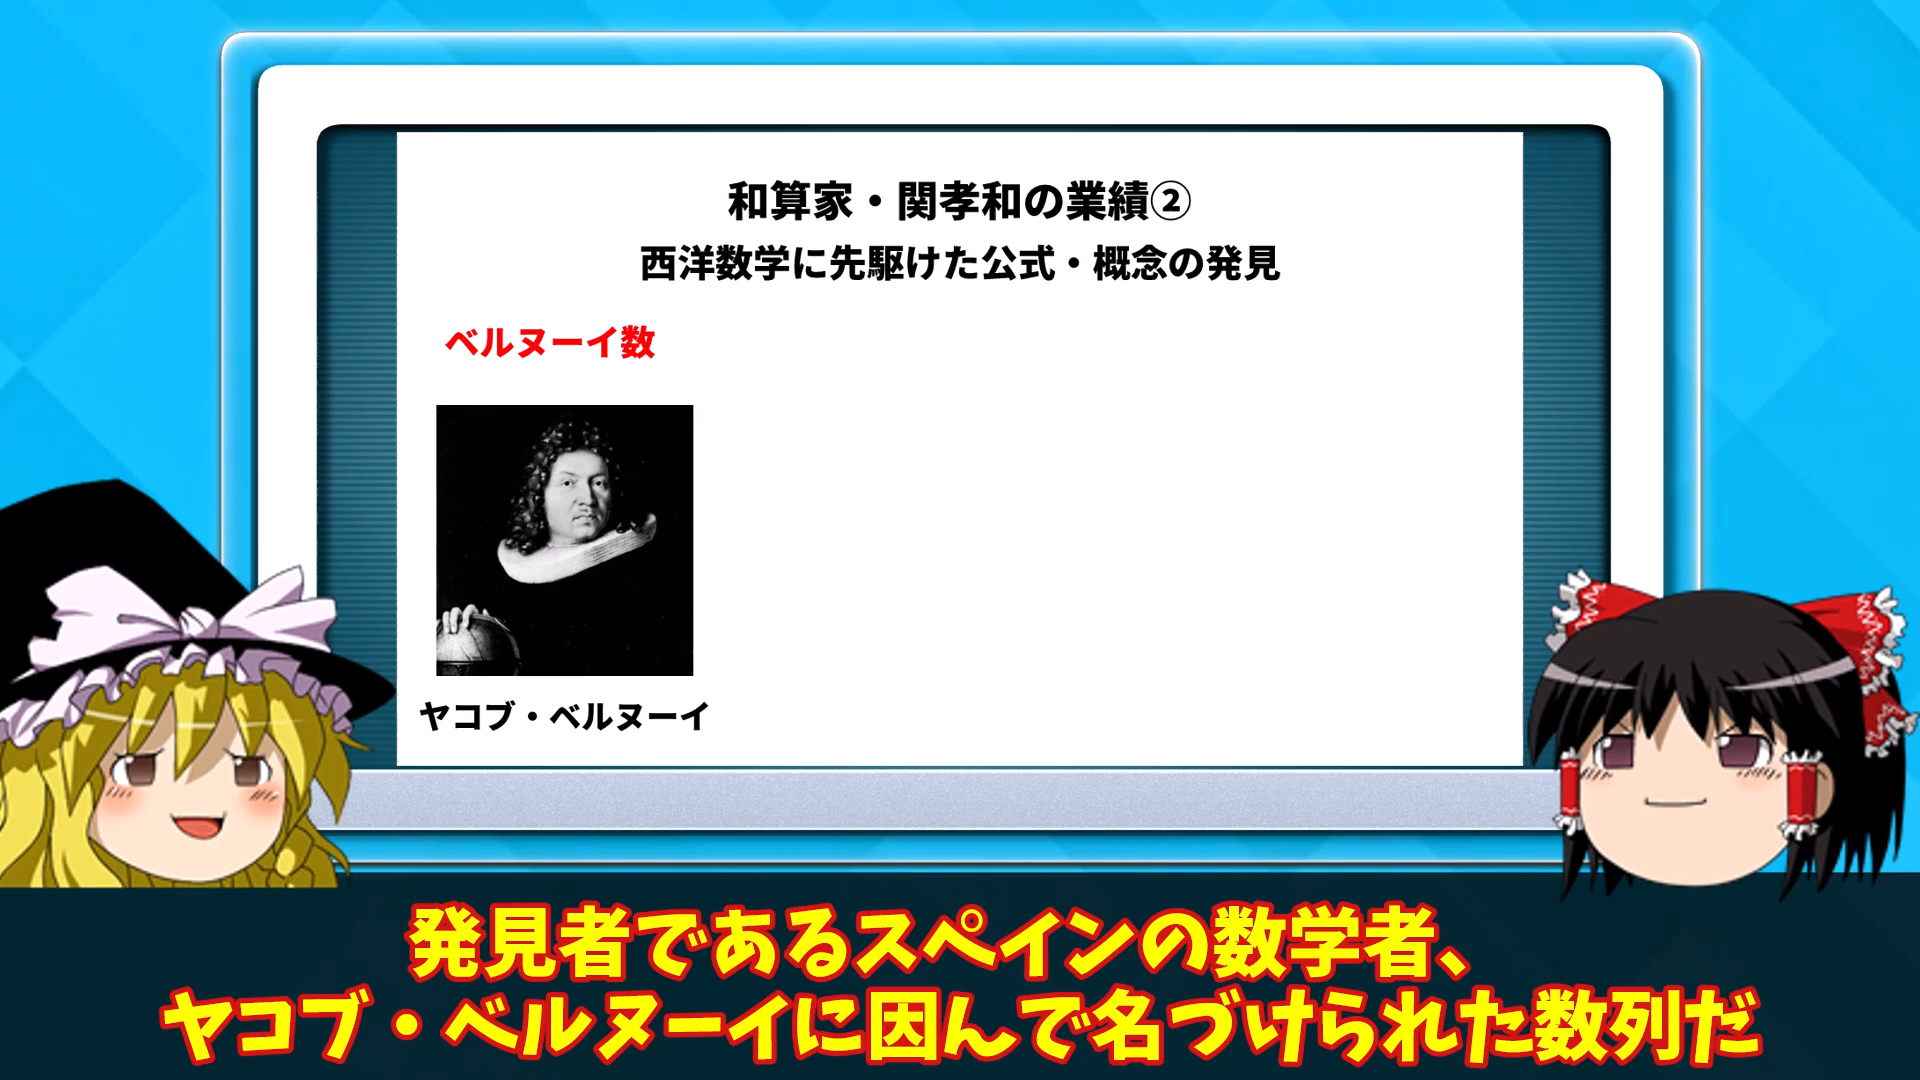 和算家・関孝和の業績②
西洋数学に先駆けた公式・概念の発見
ベルヌーイ数
ヤコブ・ベルヌーイ
発見者であるスペインの数学者、
ヤコブ・ベルヌーイに因んで名づけられた数列だ